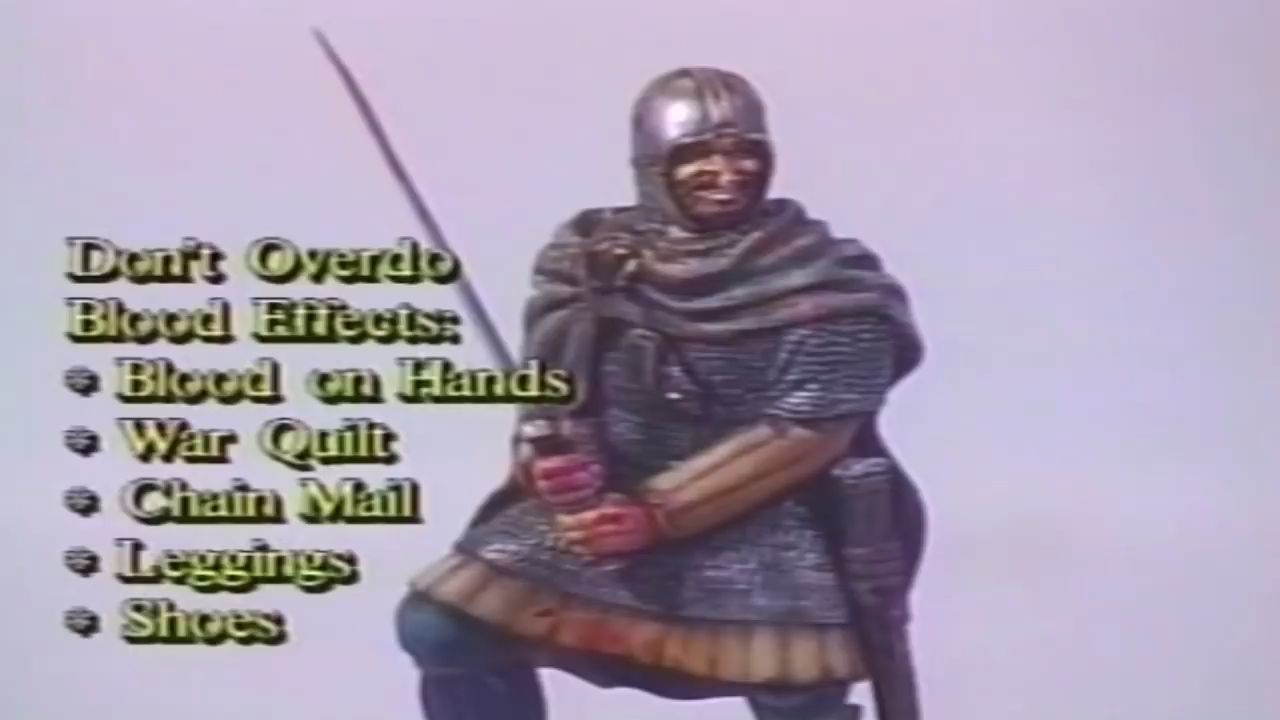 Don't Overdo
Blood Effects:
* Blood on Hands
* War Quilt
* Chain Mail
* Leggings
* Shoes